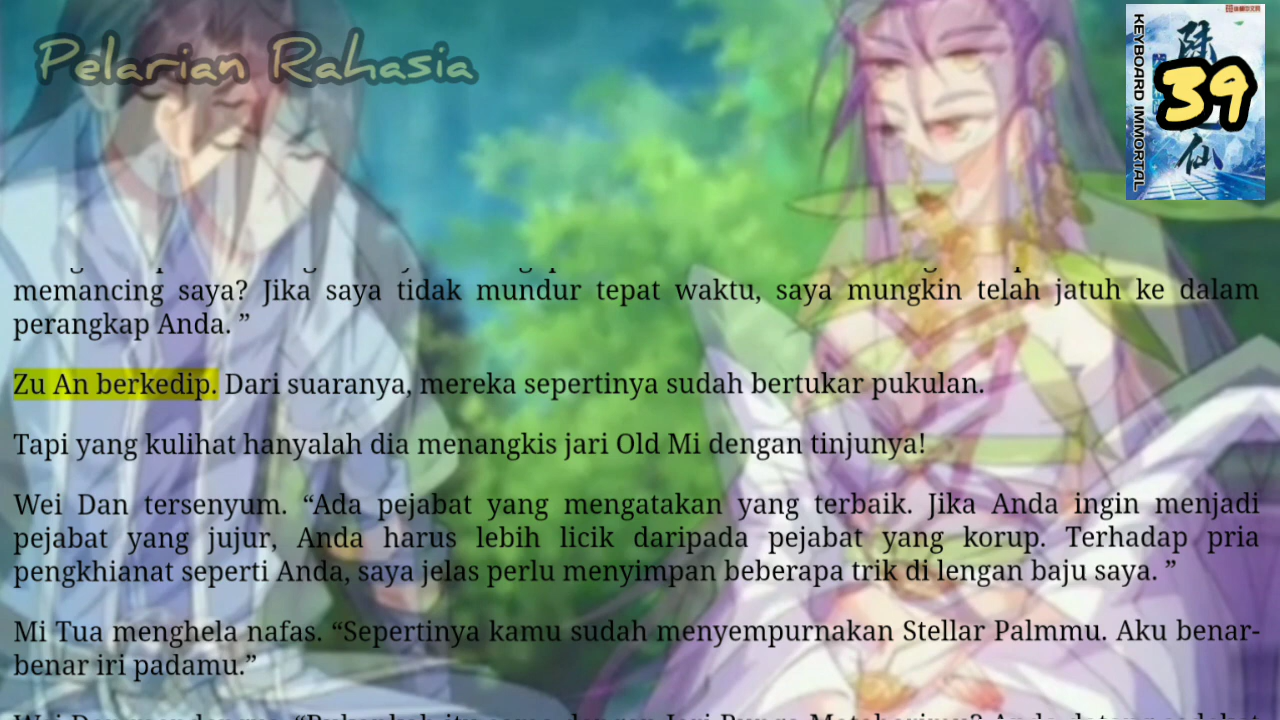 Pelarian Rahasia
KEYBOARD IMMORTAL
39
仙
memancing saya? Jika saya tidak mundur tepat waktu, saya mungkin telah jatuh ke dalam
perangkap Anda. ”
Zu An berkedip. Dari suaranya, mereka sepertinya sudah bertukar pukulan.
Tapi yang kulihat hanyalah dia menangkis jari Old Mi dengan tinjunya!
Wei Dan tersenyum. “Ada pejabat yang mengatakan yang terbaik. Jika Anda ingin menjadi
pejabat yang jujur, Anda harus lebih licik daripada pejabat yang korup. Terhadap pria
pengkhianat seperti Anda, saya jelas perlu menyimpan beberapa trik di lengan baju saya. ”
Mi Tua menghela nafas. “Sepertinya kamu sudah menyempurnakan Stellar Palmmu. Aku benar-
benar iri padamu.”